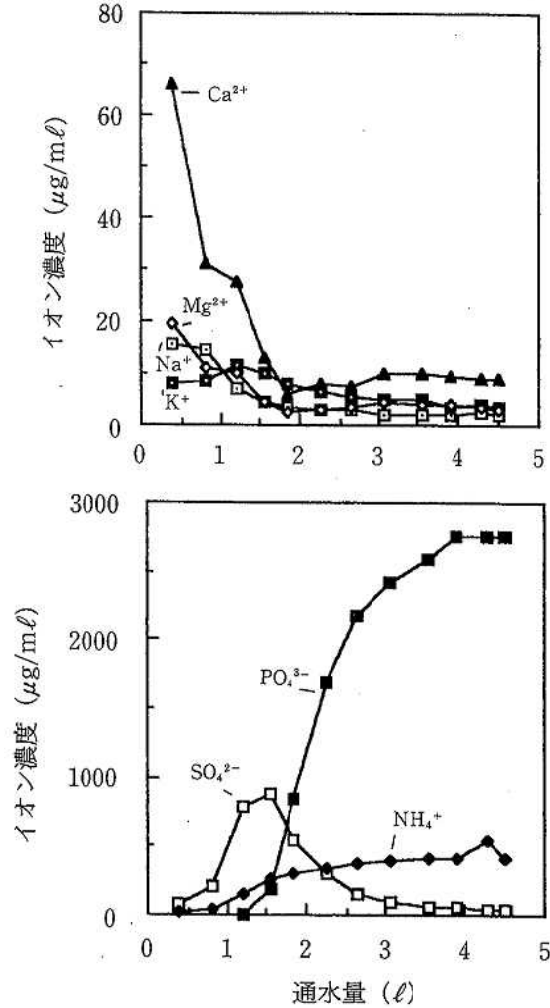 80
60
40
20
0
イオン濃度 (μg/mℓ)
Ca²⁺
Mg²⁺
Na⁺
K⁺
0 1 2 3 4 5
3000
2000
1000
0
イオン濃度 (μg/mℓ)
PO₄³⁻
SO₄²⁻
NH₄⁺
0 1 2 3 4 5
通水量 (ℓ)